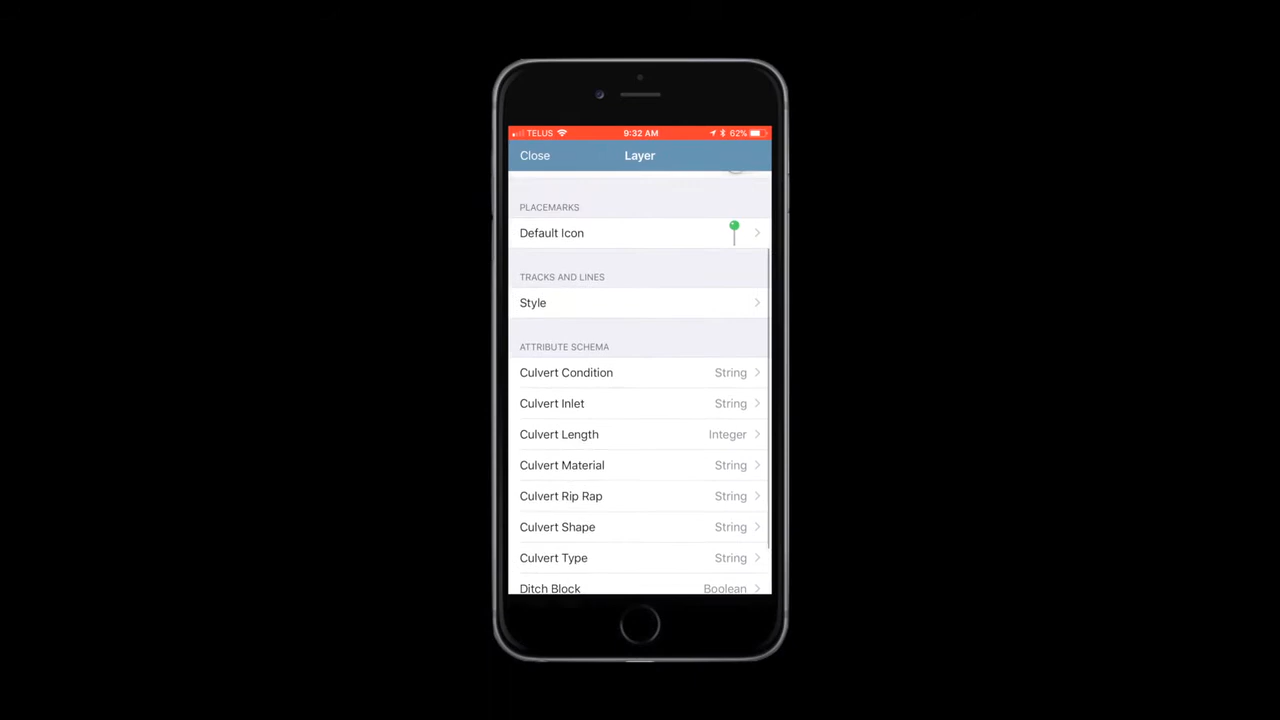 TELUS 9:32 AM 62%
Close Layer
PLACEMARKS
Default Icon
TRACKS AND LINES
Style
ATTRIBUTE SCHEMA
Culvert Condition String
Culvert Inlet String
Culvert Length Integer
Culvert Material String
Culvert Rip Rap String
Culvert Shape String
Culvert Type String
Ditch Block Boolean